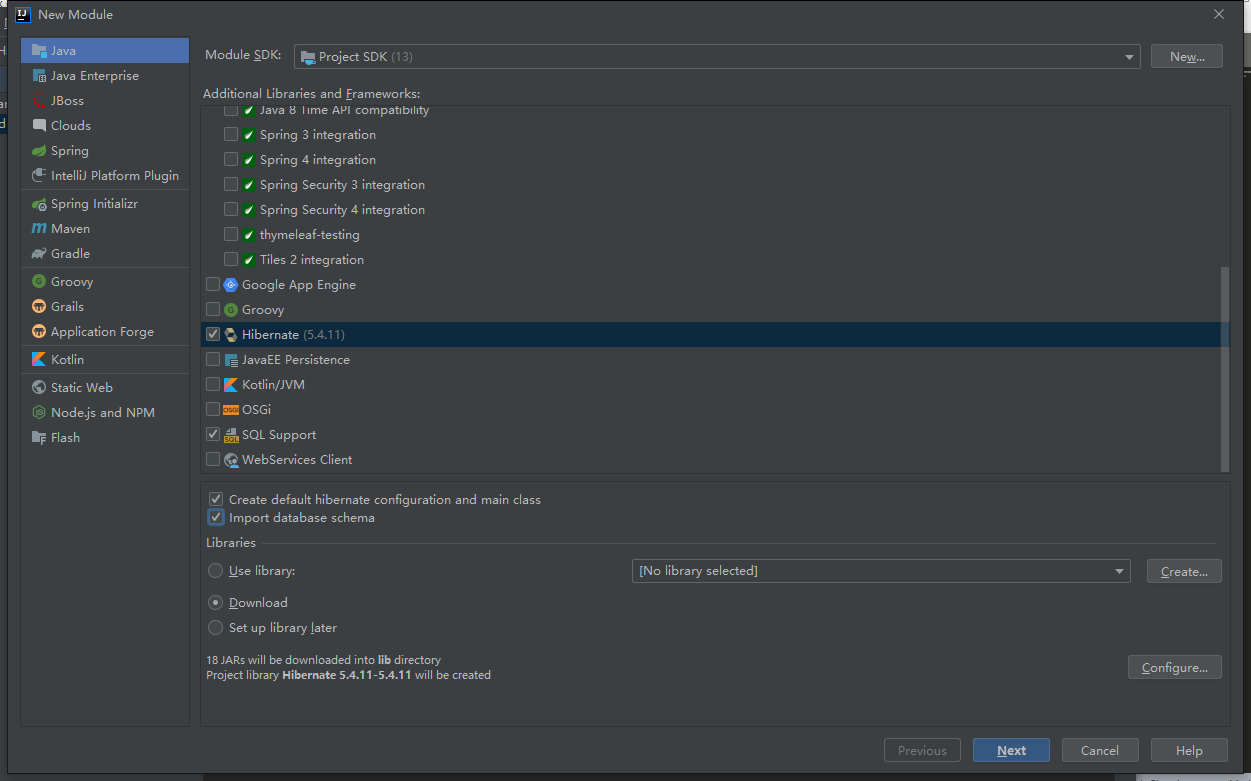 New Module
Java
Java Enterprise
JBoss
Clouds
Spring
IntelliJ Platform Plugin
Spring Initializr
Maven
Gradle
Groovy
Grails
Application Forge
Kotlin
Static Web
Node.js and NPM
Flash
Module SDK: Project SDK (13) New...
Additional Libraries and Frameworks:
Java 8 Time API compatibility
Spring 3 integration
Spring 4 integration
Spring Security 3 integration
Spring Security 4 integration
thymeleaf-testing
Tiles 2 integration
Google App Engine
Groovy
Hibernate (5.4.11)
JavaEE Persistence
Kotlin/JVM
OSGi
SQL Support
WebServices Client
Create default hibernate configuration and main class
Import database schema
Libraries
Use library: [No library selected] Create...
Download
Set up library later
18 JARs will be downloaded into lib directory
Project library Hibernate 5.4.11-5.4.11 will be created
Configure...
Previous Next Cancel Help